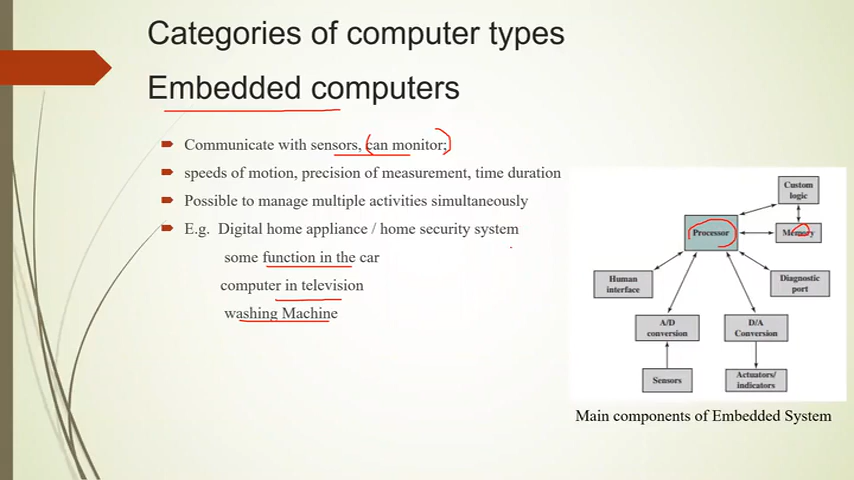 Categories of computer types
Embedded computers
Communicate with sensors, can monitor;
speeds of motion, precision of measurement, time duration
Possible to manage multiple activities simultaneously
E.g. Digital home appliance / home security system
some function in the car
computer in television
washing Machine
Custom
logic
Processor
Memory
Human
interface
Diagnostic
port
A/D
conversion
D/A
Conversion
Sensors
Actuators/
indicators
Main components of Embedded System